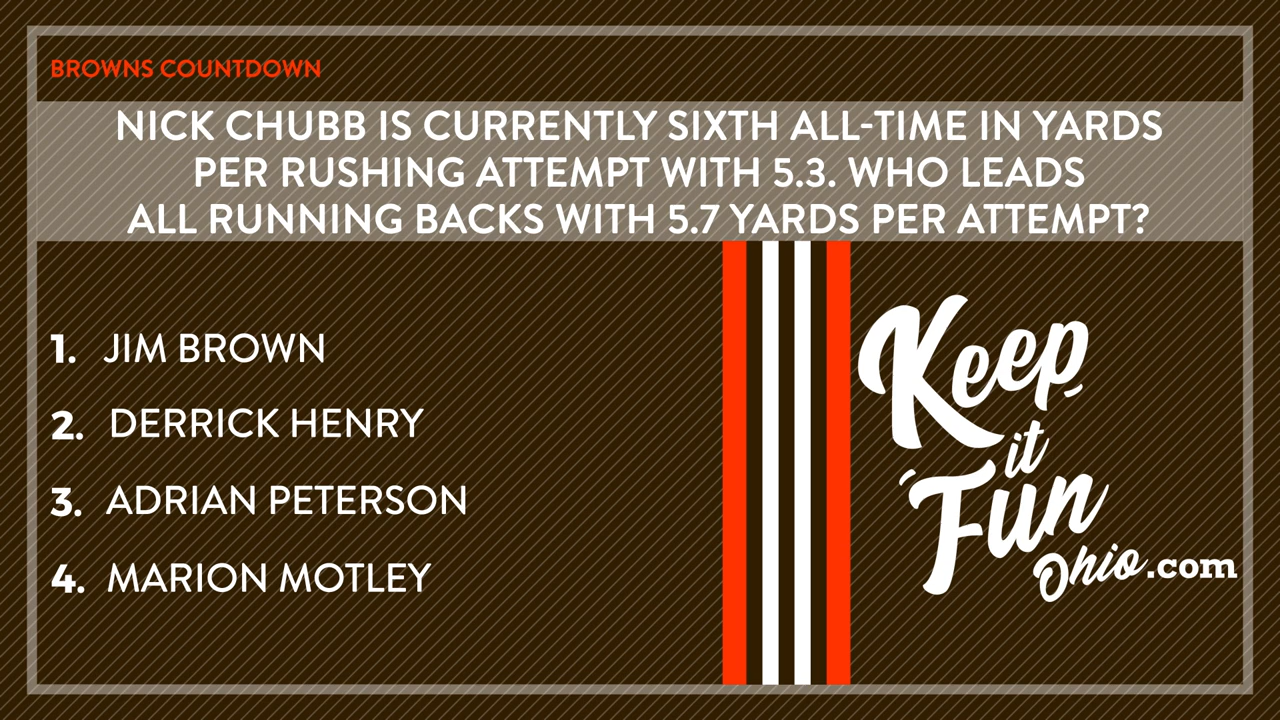 BROWNS COUNTDOWN
NICK CHUBB IS CURRENTLY SIXTH ALL-TIME IN YARDS
PER RUSHING ATTEMPT WITH 5.3. WHO LEADS
ALL RUNNING BACKS WITH 5.7 YARDS PER ATTEMPT?
1. JIM BROWN
2. DERRICK HENRY
3. ADRIAN PETERSON
4. MARION MOTLEY
Keep
it
Fun
Ohio.com